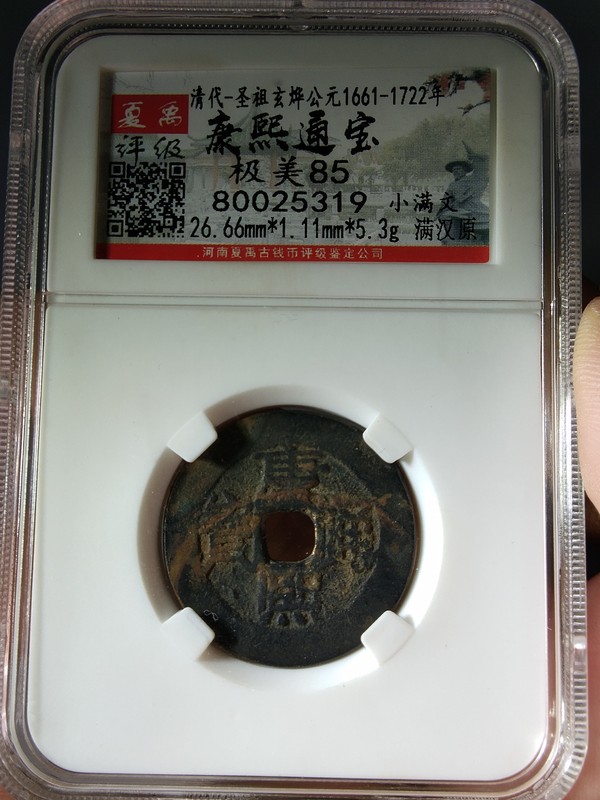 清代-圣祖玄烨公元1661-1722年
夏禹
评级
康熙通宝
极美85
80025319 小满文
26.66mm*1.11mm*5.3g 满汉原
.河南夏禹古钱币评级鉴定公司
康熙通寶